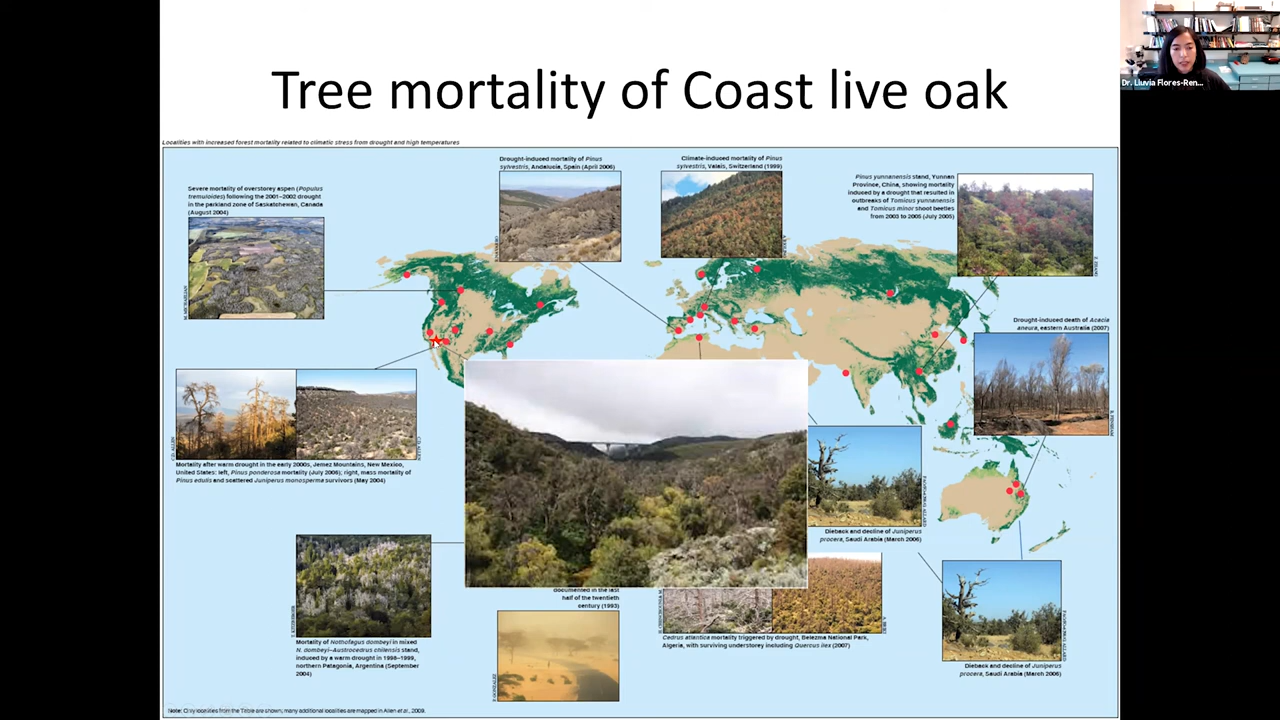 Tree mortality of Coast live oak
Dr. Lluvia Flores-Ren...
Localities with increased forest mortality related to climatic stress from drought and high temperatures
Severe mortality of overstorey aspen (Populus
tremuloides) following the 2001–2002 drought
in the parkland zone of Saskatchewan, Canada
(August 2004)
Drought-induced mortality of Pinus
sylvestris, Andalucia, Spain (April 2006)
Climate-induced mortality of Pinus
sylvestris, Valais, Switzerland (1999)
Pinus yunnanensis stand, Yunnan
Province, China, showing mortality
induced by a drought that resulted in
outbreaks of Tomicus yunnanensis
and Tomicus minor shoot beetles
from 2003 to 2005 (July 2005)
Drought-induced death of Acacia
aneura, eastern Australia (2007)
Mortality after warm drought in the early 2000s, Jemez Mountains, New Mexico,
United States: left, Pinus ponderosa mortality (July 2006); right, mass mortality of
Pinus edulis and scattered Juniperus monosperma survivors (May 2004)
Dieback and decline of Juniperus
procera, Saudi Arabia (March 2006)
documented in the last
half of the twentieth
century (1993)
Cedrus atlantica mortality triggered by drought, Belezma National Park,
Algeria, with surviving understorey including Quercus ilex (2007)
Mortality of Nothofagus dombeyi in mixed
N. dombeyi–Austrocedrus chilensis stand,
induced by a warm drought in 1998–1999,
northern Patagonia, Argentina (September
2004)
Dieback and decline of Juniperus
procera, Saudi Arabia (March 2006)
Note: Only localities from the Table are shown; many additional localities are mapped in Allen et al., 2009.